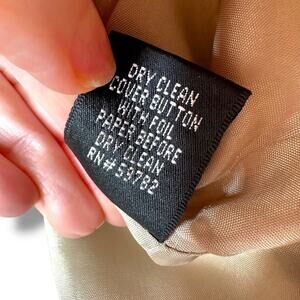 DRY CLEAN
COVER BUTTON
WITH FOIL
PAPER BEFORE
DRY CLEAN
RN# 59782